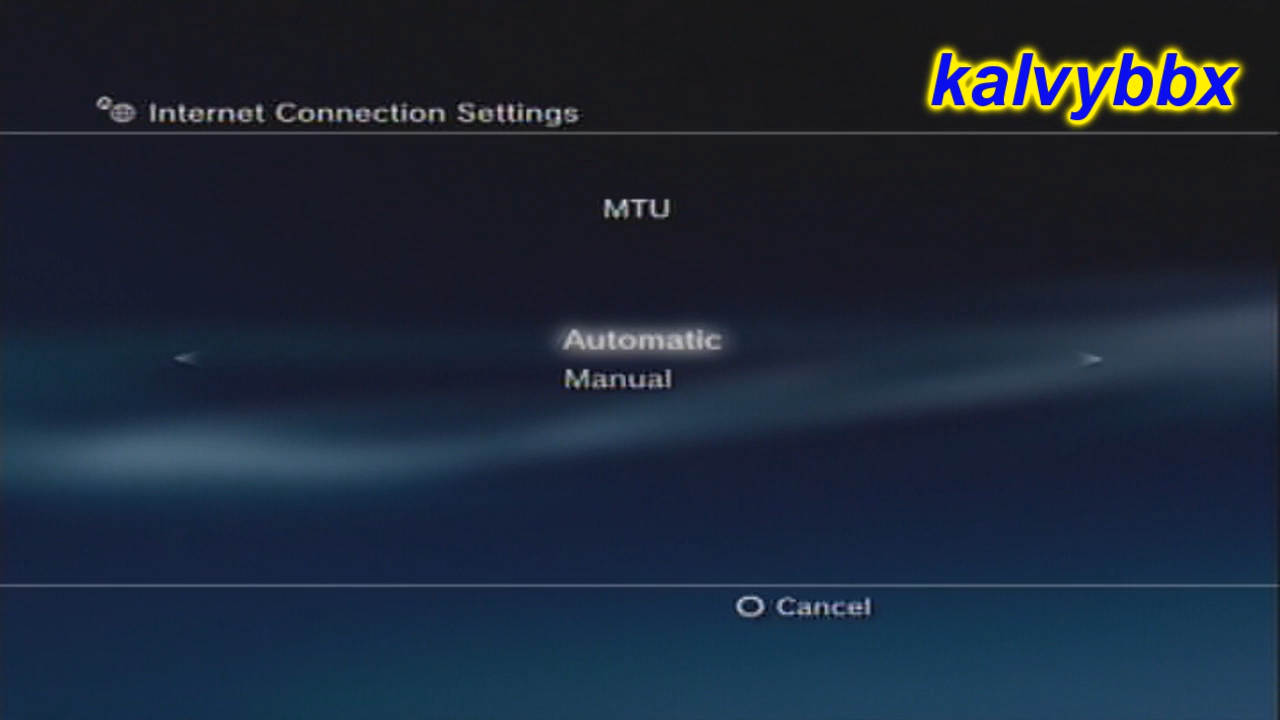 kalvybbx
Internet Connection Settings
MTU
Automatic
Manual
Cancel